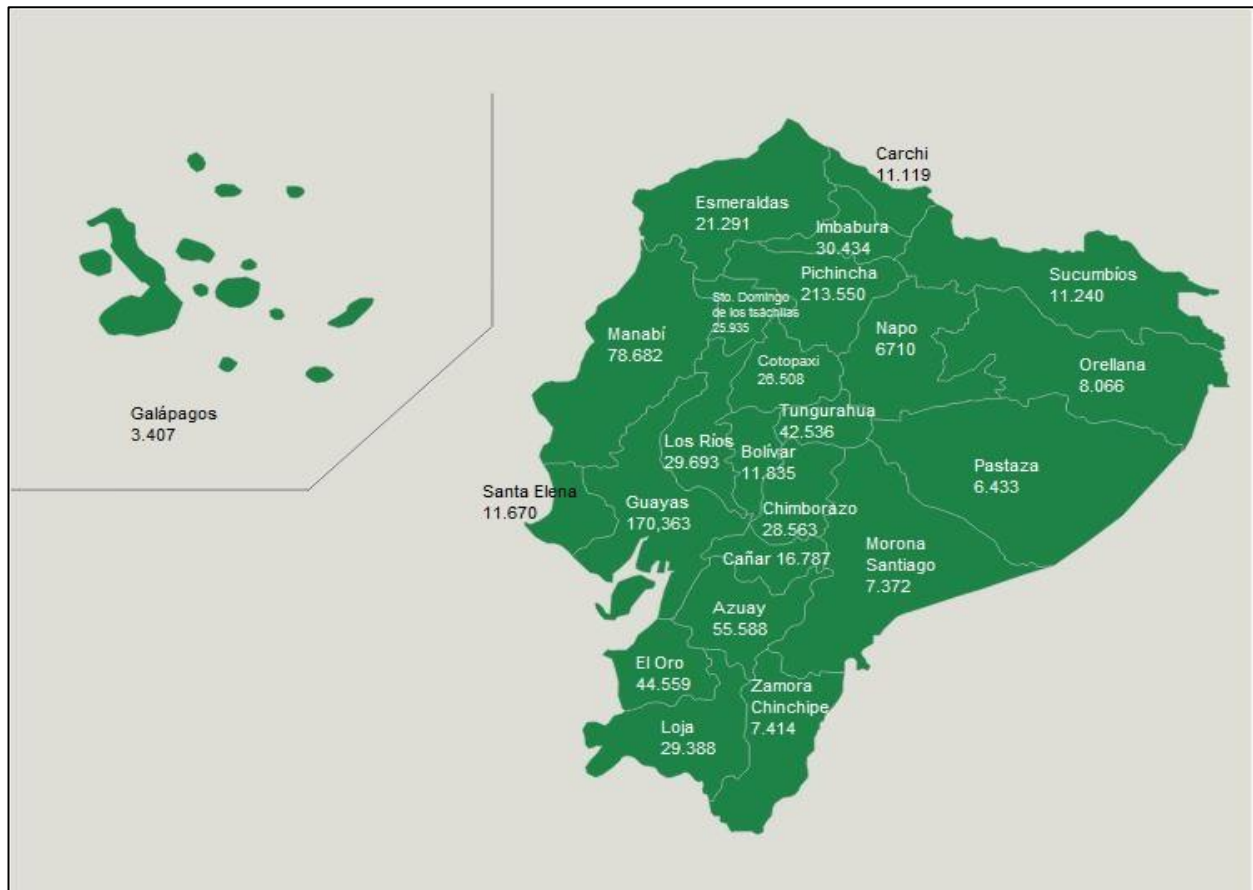 Carchi
11.119
Esmeraldas
21.291
Imbabura
30.434
Pichincha
213.550
Sucumbíos
11.240
Sto. Domingo
de los tsáchilas
25.935
Manabí
78.682
Napo
6710
Cotopaxi
26.508
Orellana
8.066
Galápagos
3.407
Tungurahua
42.536
Los Ríos
29.693
Bolívar
11.835
Pastaza
6.433
Santa Elena
11.670
Guayas
170,363
Chimborazo
28.563
Morona
Santiago
7.372
Cañar 16.787
Azuay
55.588
El Oro
44.559
Zamora
Chinchipe
7.414
Loja
29.388